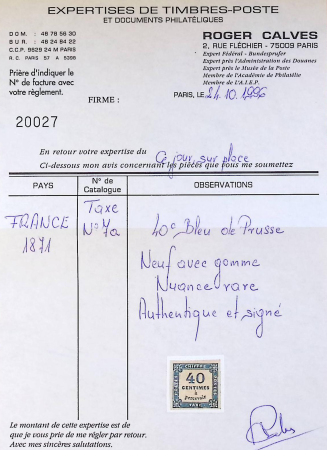 EXPERTISES DE TIMBRES-POSTE
ET DOCUMENTS PHILATÉLIQUES
DOM: 48 78 56 30
BUR.: 48 24 64 22
C.C.P. 9629 24 M PARIS
R.C. PARIS 57 A 5398
ROGER CALVES
2, RUE FLÉCHIER - 75009 PARIS
Expert Fédéral - Bundesprufer
Expert près l'Administration des Douanes
Expert près le Musée de la Poste
Membre de l'Académie de Philatélie
Membre de l'A.I.E.P.
Prière d'indiquer le
N° de facture avec
votre règlement.
FIRME :
PARIS, le 24.10.1996
20027
En retour votre expertise du Ce jour, sur place
Ci-dessous mon avis concernant les pièces que vous me soumettez
PAYS
N° de
Catalogue
OBSERVATIONS
FRANCE
1871
Taxe
N° 7a
40c Bleu de Prusse
Neuf avec gomme
Nuance rare
Authentique et signé
CHIFFRE
40
CENTIMES
à
Percevoir
TAXE
Le montant de cette expertise est de
que je vous prie de me régler par retour.
Avec mes sincères salutations.